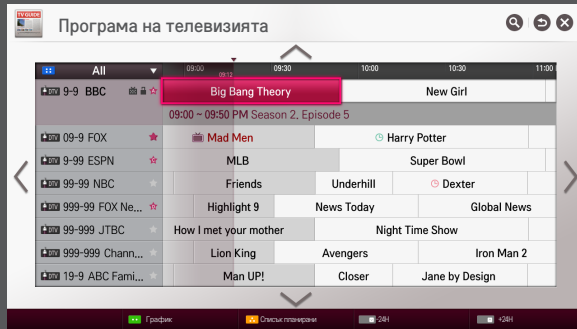 TV GUIDE
Програма на телевизията
All 09:00 09:12 09:30 10:00 10:30 11:00
DTV 9-9 BBC Big Bang Theory New Girl
09:00 ~ 09:50 PM Season 2, Episode 5
DTV 09-9 FOX Mad Men Harry Potter
DTV 9-99 ESPN MLB Super Bowl
DTV 99-99 NBC Friends Underhill Dexter
DTV 999-99 FOX Ne... Highlight 9 News Today Global News
DTV 99-999 JTBC How I met your mother Night Time Show
DTV 999-999 Chann... Lion King Avengers Iron Man 2
DTV 19-9 ABC Fami... Man UP! Closer Jane by Design
График Списък планирани -24H +24H